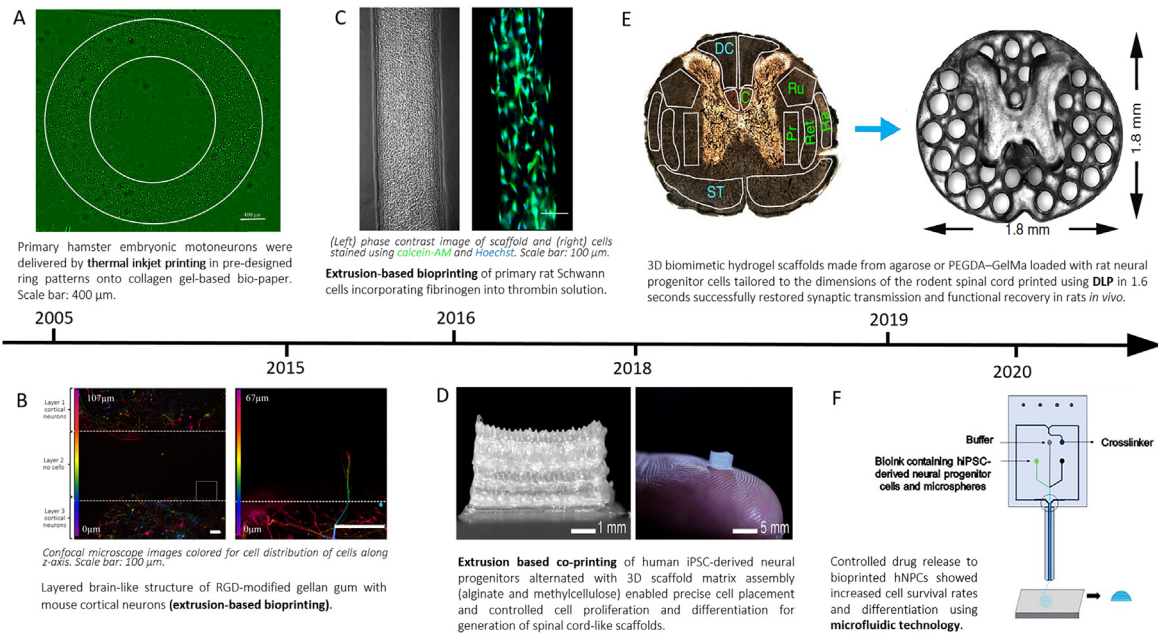 A
400 μm
Primary hamster embryonic motoneurons were
delivered by thermal inkjet printing in pre-designed
ring patterns onto collagen gel-based bio-paper.
Scale bar: 400 μm.
C
(Left) phase contrast image of scaffold and (right) cells
stained using calcein-AM and Hoechst. Scale bar: 100 μm.
Extrusion-based bioprinting of primary rat Schwann
cells incorporating fibrinogen into thrombin solution.
E
DC
C
Ru
Pr
Ret
Ra
ST
1.8 mm
1.8 mm
3D biomimetic hydrogel scaffolds made from agarose or PEGDA–GelMa loaded with rat neural
progenitor cells tailored to the dimensions of the rodent spinal cord printed using DLP in 1.6
seconds successfully restored synaptic transmission and functional recovery in rats in vivo.
2005
2016
2019
2015
2018
2020
B
Layer 1
cortical
neurons
Layer 2
no cells
Layer 3
cortical
neurons
107μm
0μm
67μm
0μm
Confocal microscope images colored for cell distribution of cells along
z-axis. Scale bar: 100 μm.
Layered brain-like structure of RGD-modified gellan gum with
mouse cortical neurons (extrusion-based bioprinting).
D
1 mm
5 mm
Extrusion based co-printing of human iPSC-derived neural
progenitors alternated with 3D scaffold matrix assembly
(alginate and methylcellulose) enabled precise cell placement
and controlled cell proliferation and differentiation for
generation of spinal cord-like scaffolds.
F
Buffer
Crosslinker
Bioink containing hiPSC-
derived neural progenitor
cells and microspheres
Controlled drug release to
bioprinted hNPCs showed
increased cell survival rates
and differentiation using
microfluidic technology.